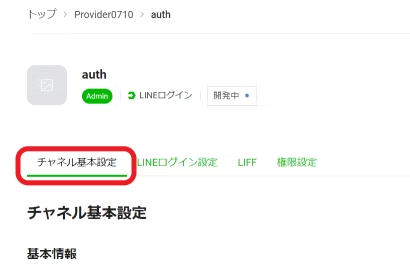 トップ > Provider0710 > auth
auth
Admin LINEログイン 開発中
チャネル基本設定 LINEログイン設定 LIFF 権限設定
チャネル基本設定
基本情報